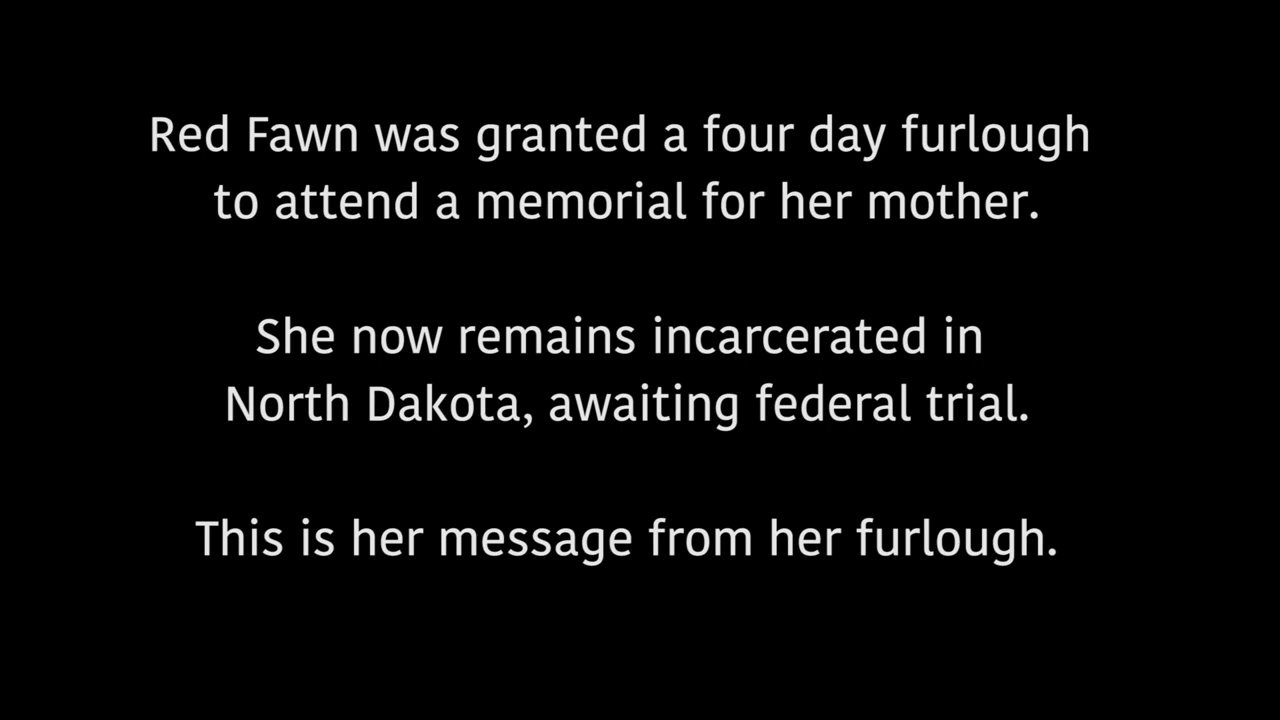 Red Fawn was granted a four day furlough
to attend a memorial for her mother.
She now remains incarcerated in
North Dakota, awaiting federal trial.
This is her message from her furlough.